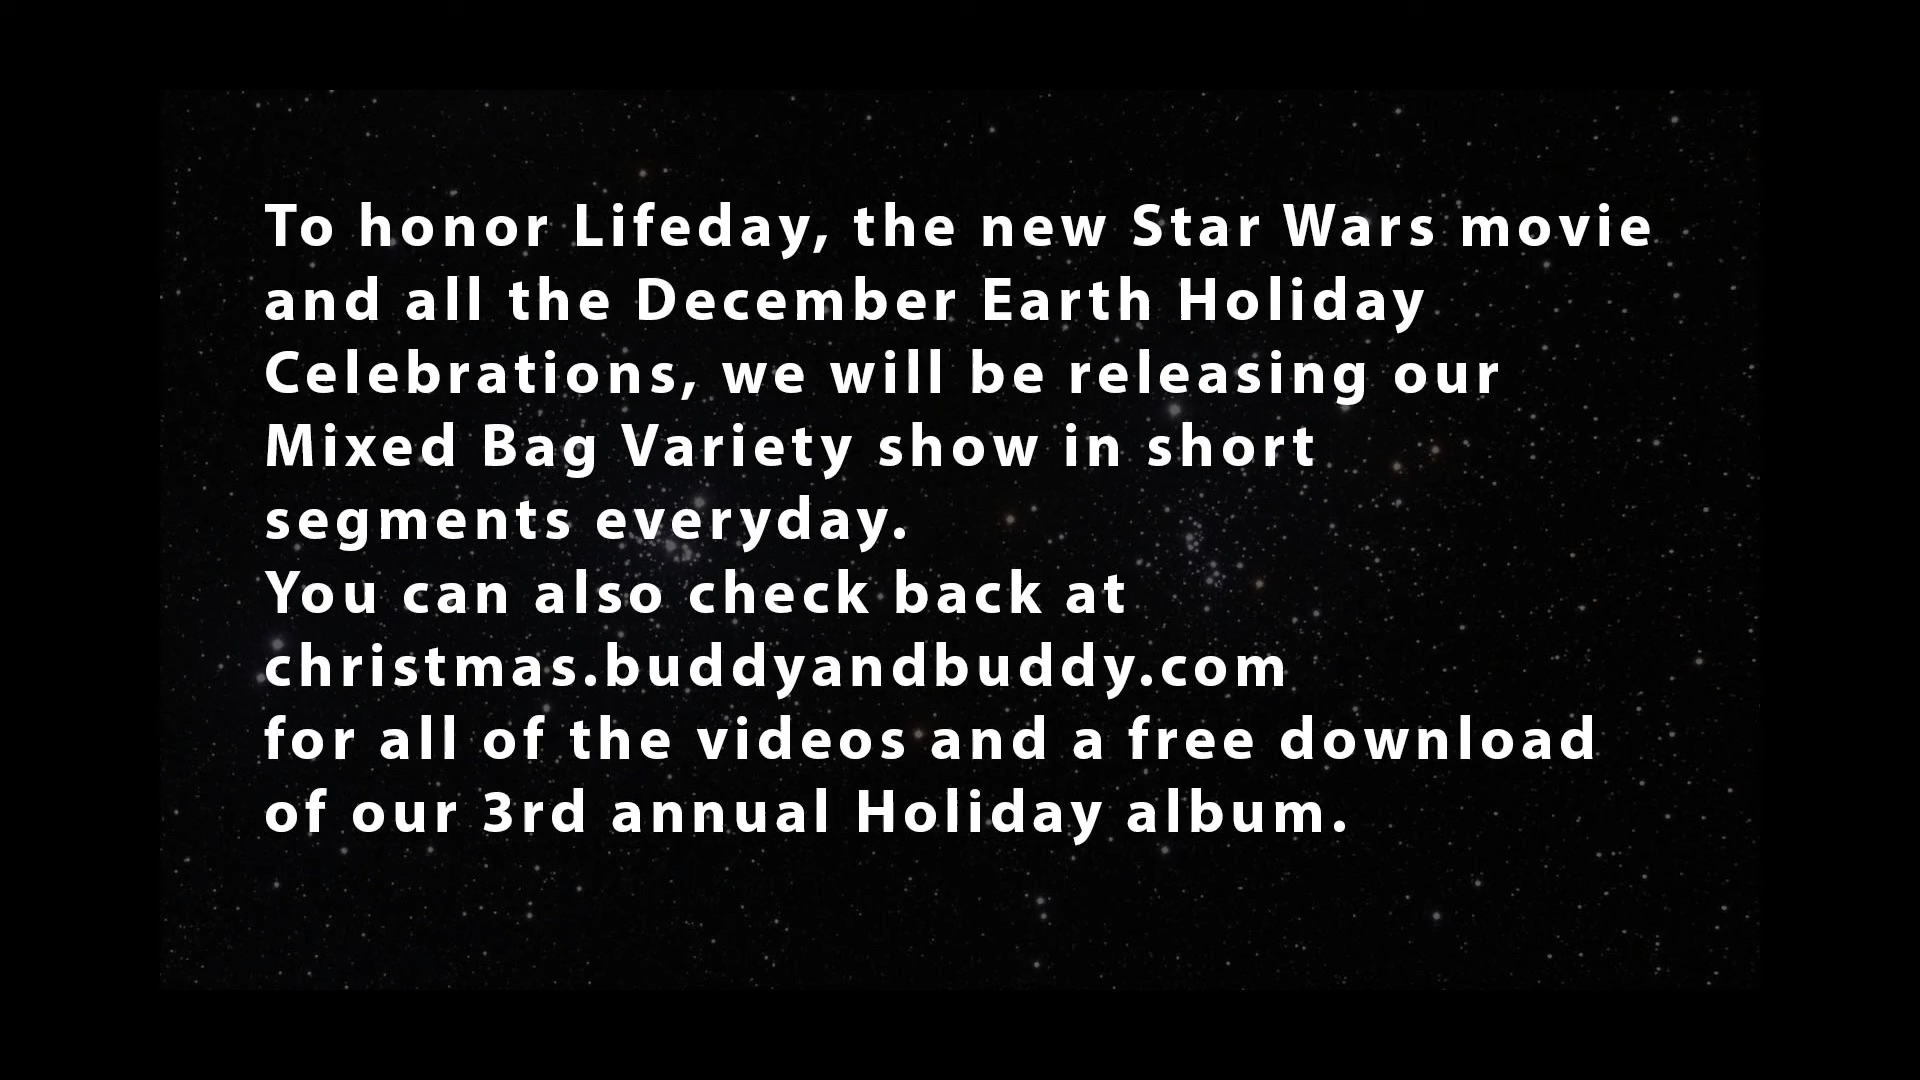 To honor Lifeday, the new Star Wars movie
and all the December Earth Holiday
Celebrations, we will be releasing our
Mixed Bag Variety show in short
segments everyday.
You can also check back at
christmas.buddyandbuddy.com
for all of the videos and a free download
of our 3rd annual Holiday album.